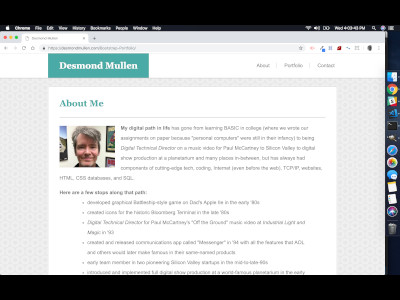 Chrome File Edit View History Bookmarks People Window Help
Wed 4:03:43 PM
Desmond Mullen
https://desmondmullen.com/
Desmond Mullen
About Portfolio Contact
About Me
My digital path in life has gone from learning BASIC in college (where we wrote our
assignments on paper because "personal computers" were still in their infancy) to being
Digital Technical Director on a music video for Paul McCartney to Silicon Valley to digital
show production at a planetarium and many places in-between, but has always had
components of cutting-edge tech, coding, Internet (even before the web), TCP/IP, websites,
HTML, CSS databases, and SQL.
Here are a few stops along that path:
developed graphical Battleship-style game on Dad's Apple IIe in the early '80s
created icons for the historic Bloomberg Terminal in the late '80s
Digital Technical Director for Paul McCartney's "Off the Ground" music video at Industrial Light and
Magic in '93
created and released communications app called "Messenger" in '94 with all the features that AOL
and others would later make famous in their same-named products
early team member in two pioneering Silicon Valley startups in the mid-to-late-90s
introduced and implemented full digital show production at a world-famous planetarium in the early